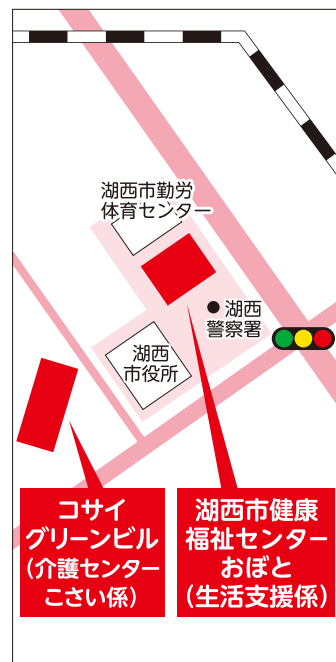 湖西市勤労
体育センター
湖西
警察署
湖西
市役所
コサイ
グリーンビル
(介護センター
こさい係)
湖西市健康
福祉センター
おぼと
(生活支援係)